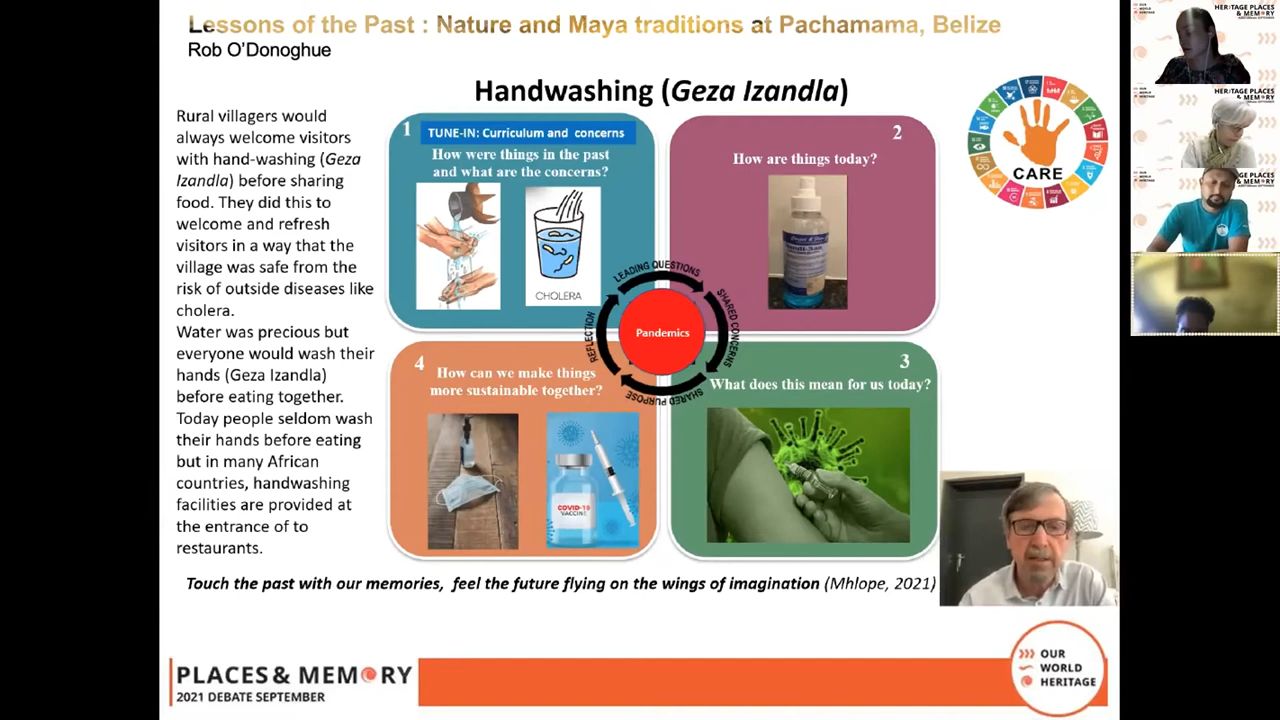 Lessons of the Past : Nature and Maya traditions at Pachamama, Belize
Rob O'Donoghue
Handwashing (Geza Izandla)
Rural villagers would
always welcome visitors
with hand-washing (Geza
Izandla) before sharing
food. They did this to
welcome and refresh
visitors in a way that the
village was safe from the
risk of outside diseases like
cholera.
Water was precious but
everyone would wash their
hands (Geza Izandla)
before eating together.
Today people seldom wash
their hands before eating
but in many African
countries, handwashing
facilities are provided at
the entrance of to
restaurants.
1
TUNE-IN: Curriculum and concerns
How were things in the past
and what are the concerns?
CHOLERA
2
How are things today?
3
What does this mean for us today?
4
How can we make things
more sustainable together?
COVID-19
VACCINE
LEADING QUESTIONS
SHARED CONCERNS
SHARED PURPOSE
REFLECTION
Pandemics
CARE
Touch the past with our memories, feel the future flying on the wings of imagination (Mhlope, 2021)
PLACES & MEMORY
2021 DEBATE SEPTEMBER
OUR
WORLD
HERITAGE
HERITAGE PLACES
& MEMORY
HERITAGE PLACES
& MEMORY
PLACES
& MEMORY